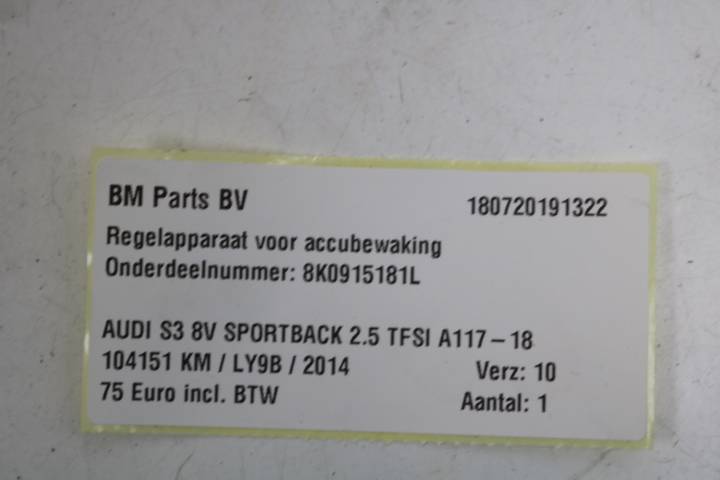 BM Parts BV 180720191322
Regelapparaat voor accubewaking
Onderdeelnummer: 8K0915181L
AUDI S3 8V SPORTBACK 2.5 TFSI A117-18
104151 KM / LY9B / 2014 Verz: 10
75 Euro incl. BTW Aantal: 1